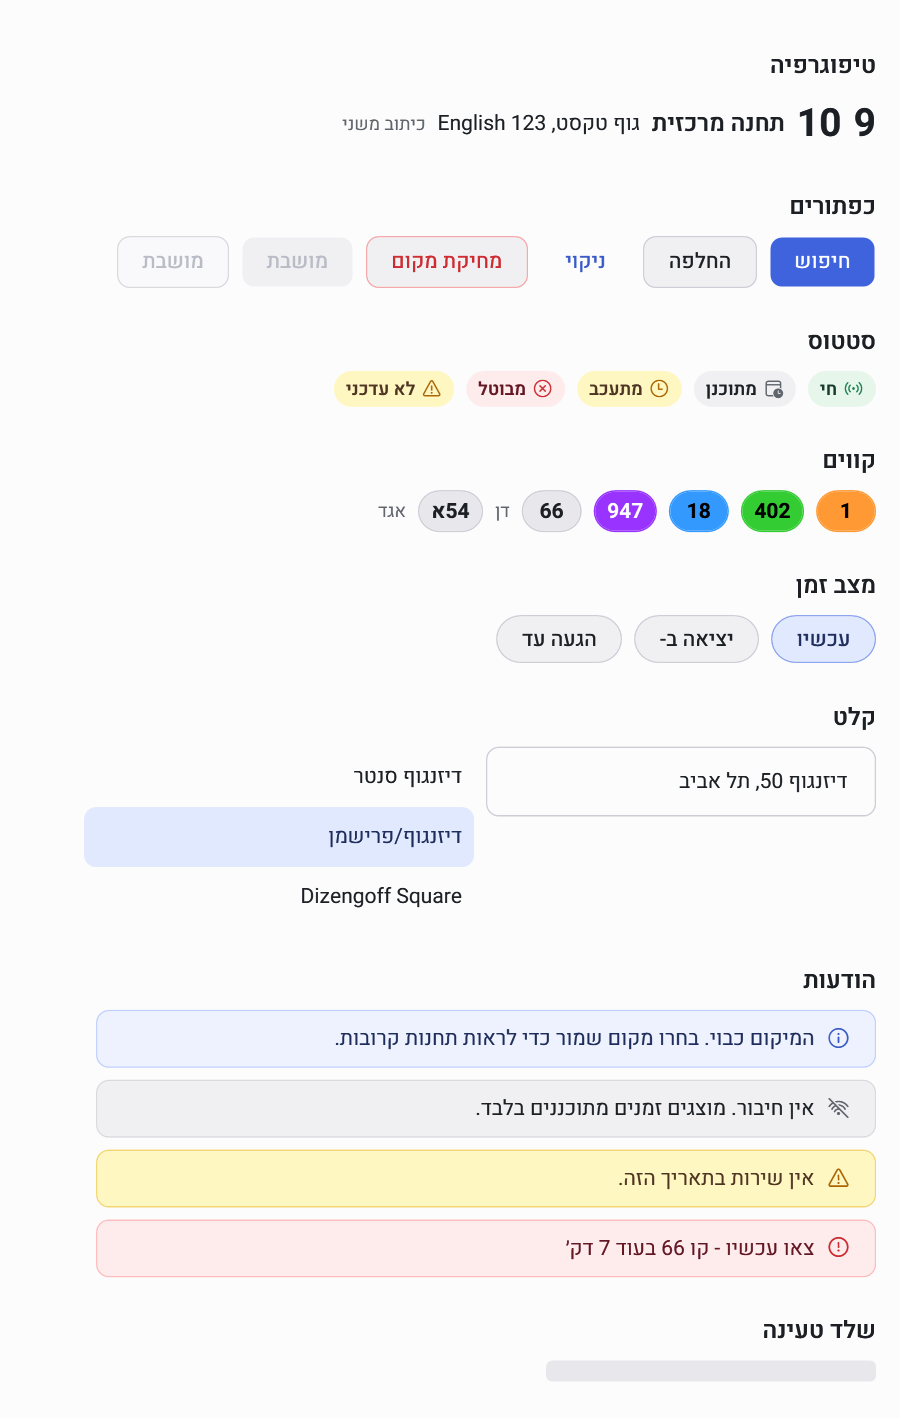 טיפוגרפיה
9 10 תחנה מרכזית גוף טקסט, English 123 כיתוב משני
כפתורים
חיפוש החלפה ניקוי מחיקת מקום מושבת מושבת
סטטוס
חי מתוכנן מתעכב מבוטל לא עדכני
קווים
1 402 18 947 66 דן 54א אגד
מצב זמן
עכשיו יציאה ב- הגעה עד
קלט
דיזנגוף 50, תל אביב
דיזנגוף סנטר
דיזנגוף/פרישמן
Dizengoff Square
הודעות
המיקום כבוי. בחרו מקום שמור כדי לראות תחנות קרובות.
אין חיבור. מוצגים זמנים מתוכננים בלבד.
אין שירות בתאריך הזה.
צאו עכשיו - קו 66 בעוד 7 דק׳
שלד טעינה